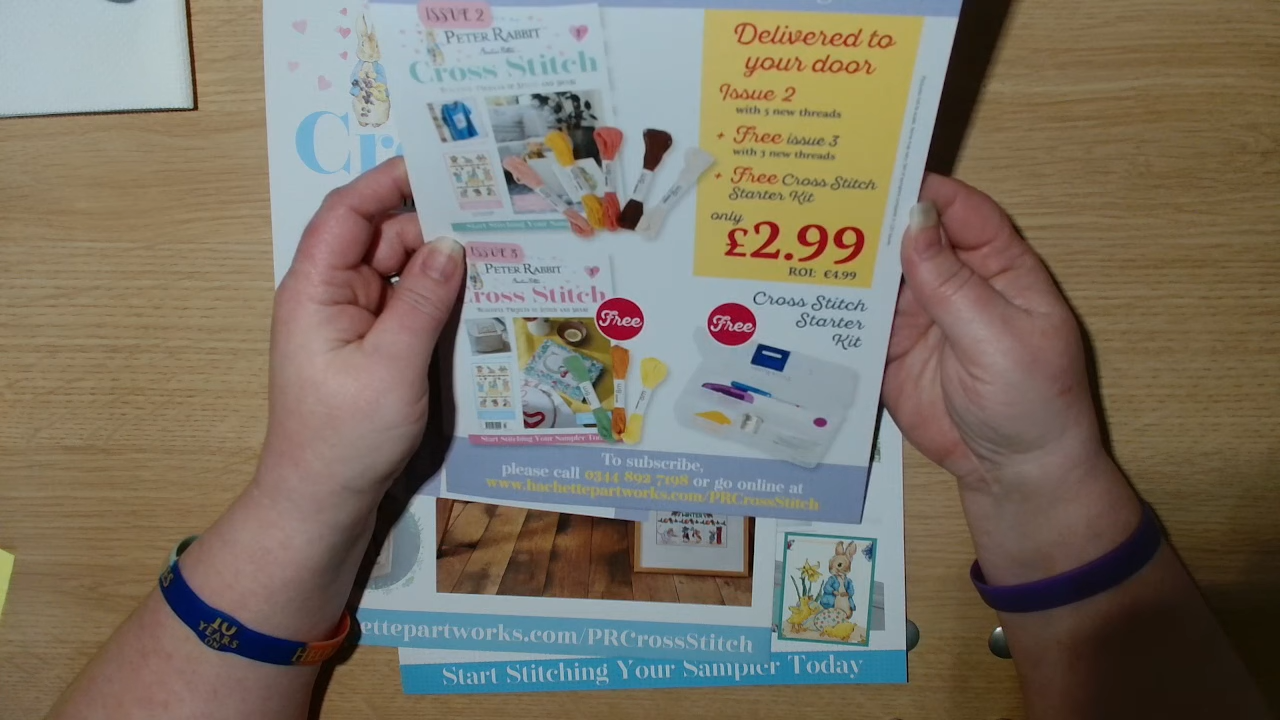 ISSUE 2
PETER RABBIT
Cross Stitch
Start Stitching Your
Delivered to
your door
Issue 2
with 5 new threads
+ Free issue 3
with 3 new threads
+ Free Cross Stitch
Starter Kit
only
£2.99
ROI: €4.99
ISSUE 3
PETER RABBIT
Cross Stitch
Free
Start Stitching Your Sampler
Free
Cross Stitch
Starter
Kit
To subscribe,
please call 0344 892 7198 or go online at
www.hachettepartworks.com/PRCrossStitch
Cr
ettepartworks.com/PRCrossStitch
Start Stitching Your Sampler Today
10
YEARS
ON